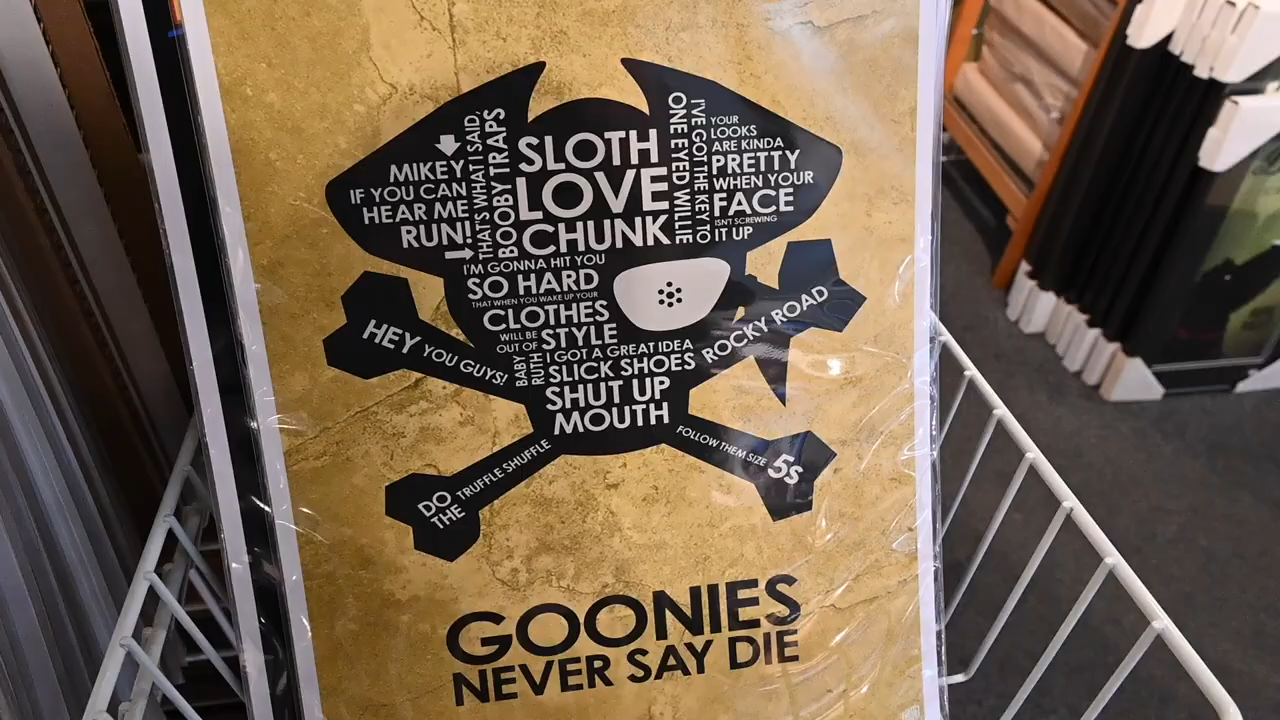 MIKEY
IF YOU CAN
HEAR ME
RUN!
THAT'S WHAT I SAID,
BOOBY TRAPS
SLOTH
LOVE
CHUNK
ONE EYED WILLIE
I'VE GOT THE KEY TO
YOUR
LOOKS
ARE KINDA
PRETTY
WHEN YOUR
FACE
ISN'T SCREWING
IT UP
I'M GONNA HIT YOU
SO HARD
THAT WHEN YOU WAKE UP YOUR
CLOTHES
WILL BE
OUT OF
STYLE
BABY
RUTH
I GOT A GREAT IDEA
SLICK SHOES
SHUT UP
MOUTH
HEY YOU GUYS!
ROCKY ROAD
DO
THE
TRUFFLE SHUFFLE
FOLLOW THEM SIZE 5s
GOONIES
NEVER SAY DIE